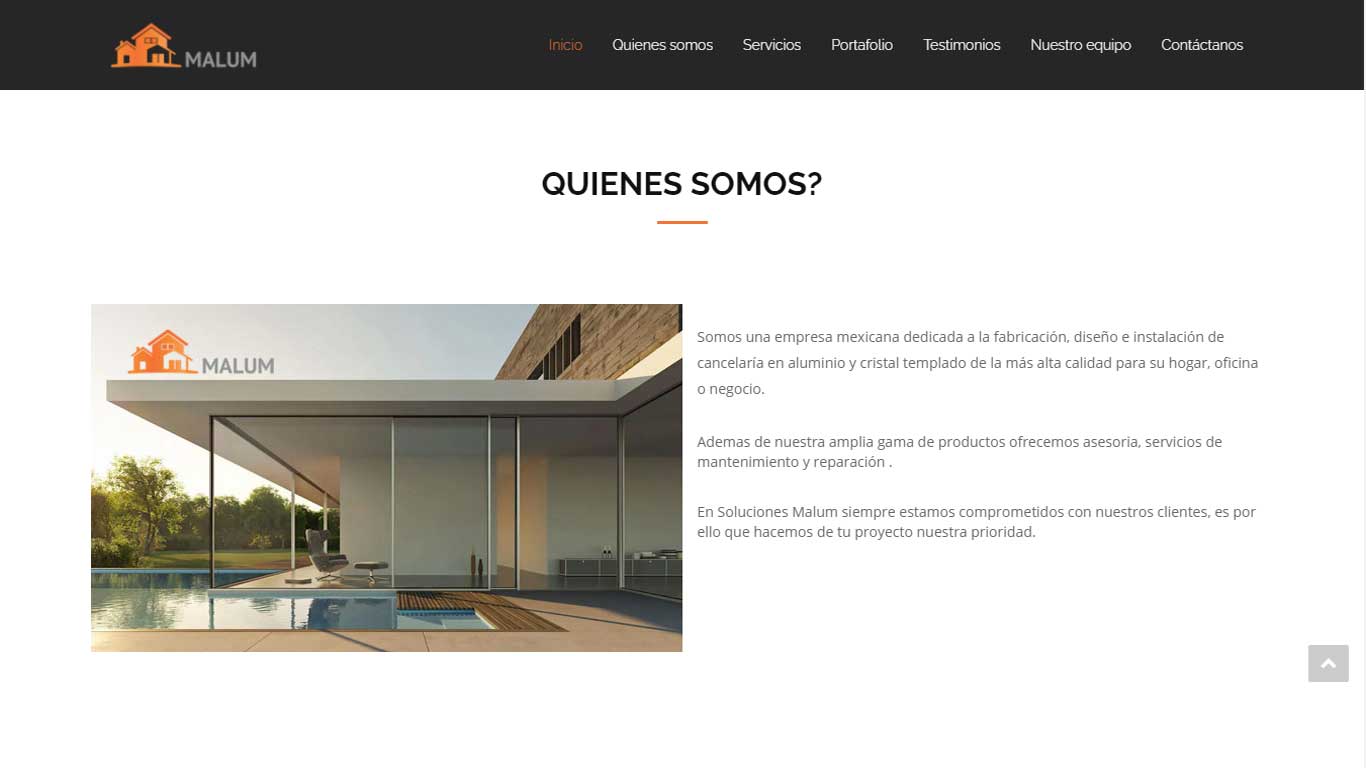 MALUM
Inicio Quienes somos Servicios Portafolio Testimonios Nuestro equipo Contáctanos
QUIENES SOMOS?
MALUM
Somos una empresa mexicana dedicada a la fabricación, diseño e instalación de
cancelaría en aluminio y cristal templado de la más alta calidad para su hogar, oficina
o negocio.
Ademas de nuestra amplia gama de productos ofrecemos asesoria, servicios de
mantenimiento y reparación .
En Soluciones Malum siempre estamos comprometidos con nuestros clientes, es por
ello que hacemos de tu proyecto nuestra prioridad.